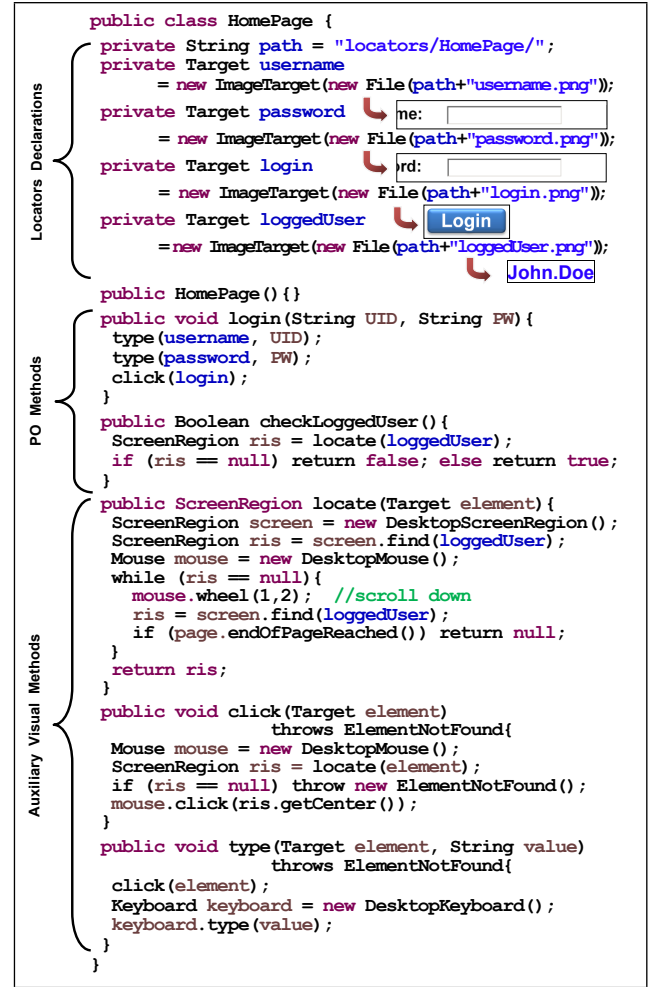 public class HomePage {
private String path = "locators/HomePage/";
private Target username
= new ImageTarget(new File(path+"username.png"));
private Target password
me:
= new ImageTarget(new File(path+"password.png"));
private Target login
ord:
= new ImageTarget(new File(path+"login.png"));
private Target loggedUser
Login
=new ImageTarget(new File(path+"loggedUser.png"));
John.Doe
Locators Declarations
public HomePage(){}
public void login(String UID, String PW){
type(username, UID);
type(password, PW);
click(login);
}
public Boolean checkLoggedUser(){
ScreenRegion ris = locate(loggedUser);
if (ris == null) return false; else return true;
}
PO Methods
public ScreenRegion locate(Target element){
ScreenRegion screen = new DesktopScreenRegion();
ScreenRegion ris = screen.find(loggedUser);
Mouse mouse = new DesktopMouse();
while (ris == null){
mouse.wheel(1,2); //scroll down
ris = screen.find(loggedUser);
if (page.endOfPageReached()) return null;
}
return ris;
}
public void click(Target element)
throws ElementNotFound{
Mouse mouse = new DesktopMouse();
ScreenRegion ris = locate(element);
if (ris == null) throw new ElementNotFound();
mouse.click(ris.getCenter());
}
public void type(Target element, String value)
throws ElementNotFound{
click(element);
Keyboard keyboard = new DesktopKeyboard();
keyboard.type(value);
}
}
Auxiliary Visual Methods